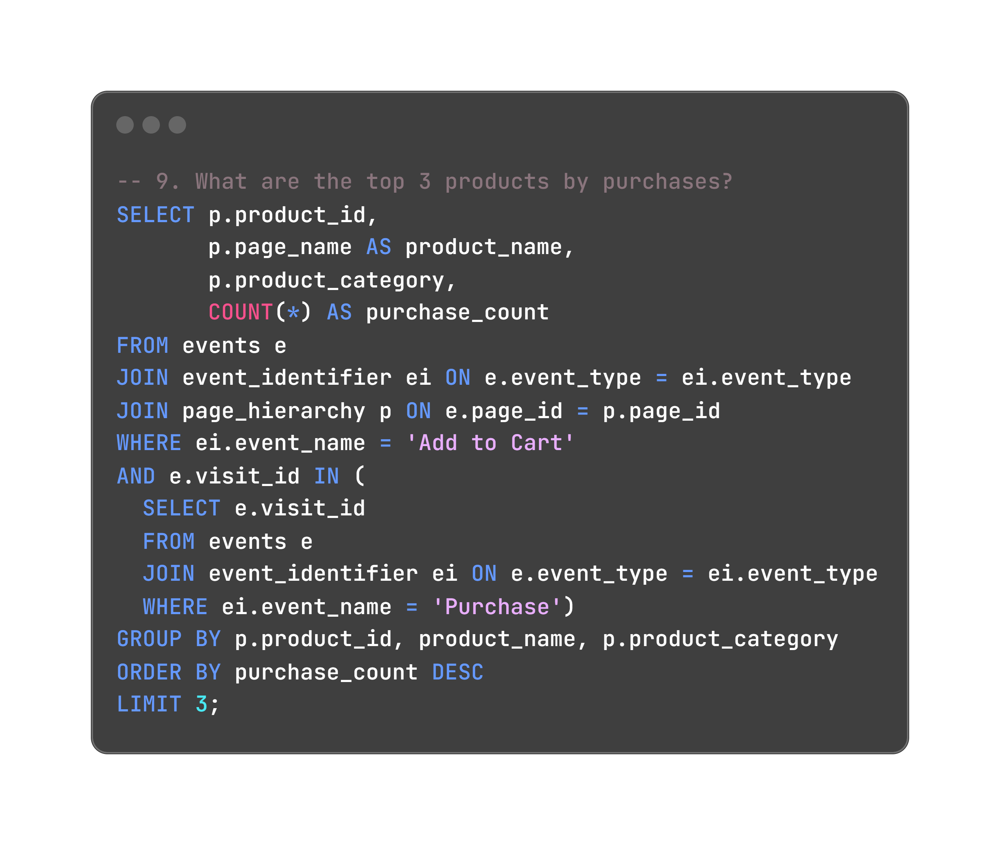 -- 9. What are the top 3 products by purchases?
SELECT p.product_id,
       p.page_name AS product_name,
       p.product_category,
       COUNT(*) AS purchase_count
FROM events e
JOIN event_identifier ei ON e.event_type = ei.event_type
JOIN page_hierarchy p ON e.page_id = p.page_id
WHERE ei.event_name = 'Add to Cart'
AND e.visit_id IN (
  SELECT e.visit_id
  FROM events e
  JOIN event_identifier ei ON e.event_type = ei.event_type
  WHERE ei.event_name = 'Purchase')
GROUP BY p.product_id, product_name, p.product_category
ORDER BY purchase_count DESC
LIMIT 3;